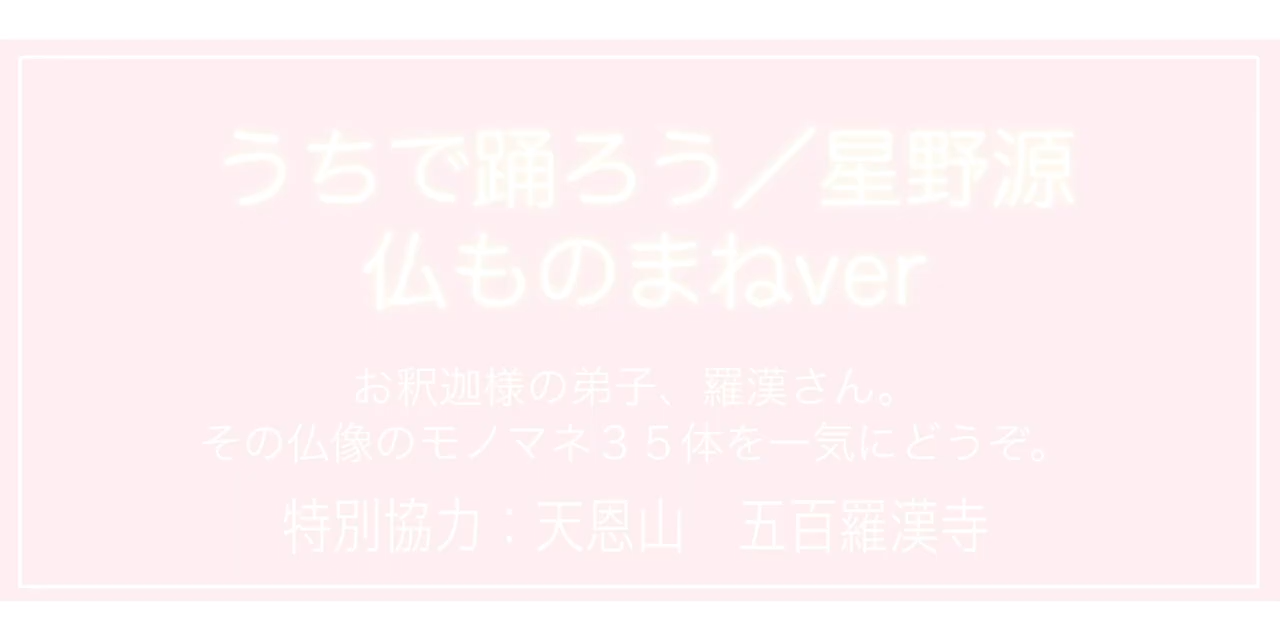 うちで踊ろう／星野源
仏ものまねver
お釈迦様の弟子、羅漢さん。
その仏像のモノマネ３５体を一気にどうぞ。
特別協力：天恩山　五百羅漢寺